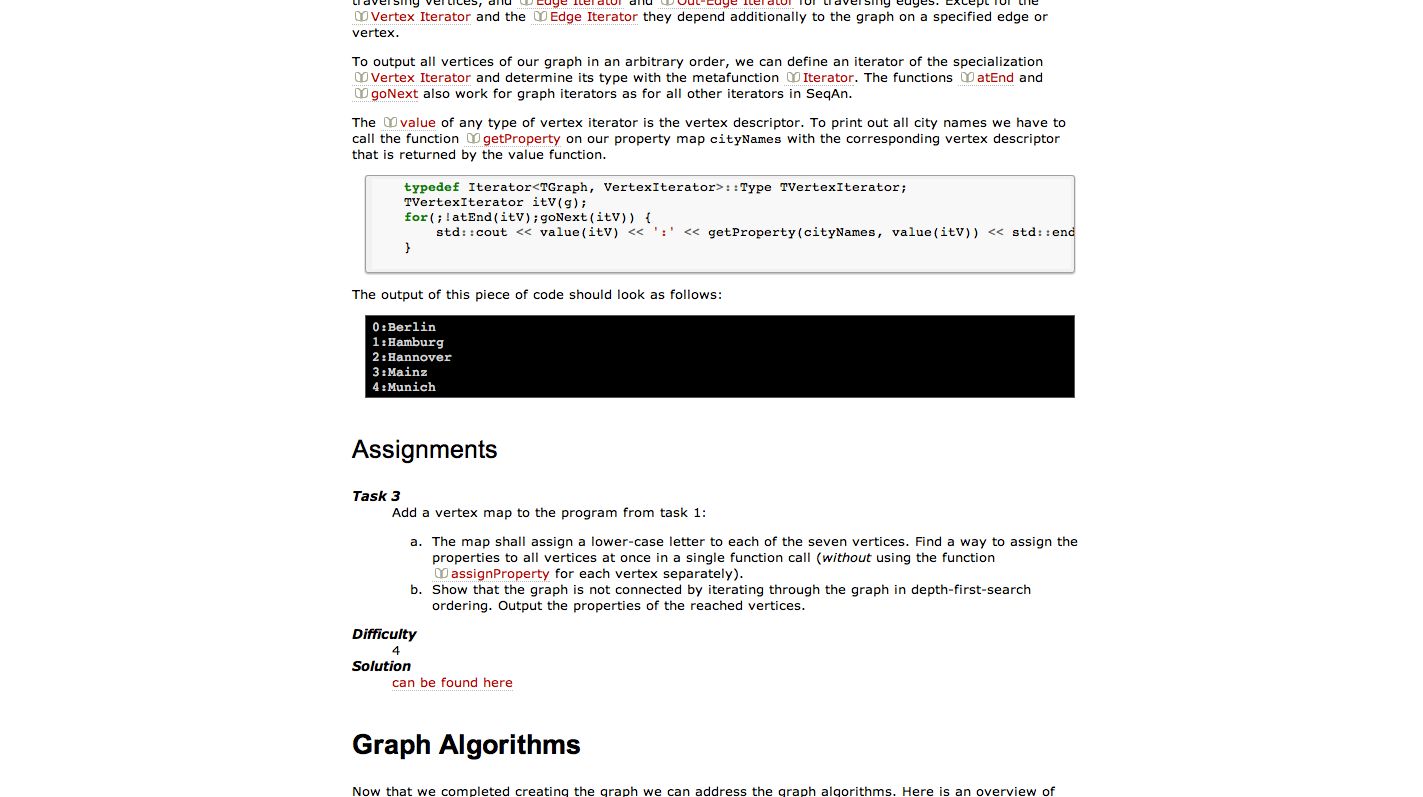 traversing vertices, and Edge Iterator and Out-Edge Iterator for traversing edges. Except for the
Vertex Iterator and the Edge Iterator they depend additionally to the graph on a specified edge or
vertex.
To output all vertices of our graph in an arbitrary order, we can define an iterator of the specialization
Vertex Iterator and determine its type with the metafunction Iterator. The functions atEnd and
goNext also work for graph iterators as for all other iterators in SeqAn.
The value of any type of vertex iterator is the vertex descriptor. To print out all city names we have to
call the function getProperty on our property map cityNames with the corresponding vertex descriptor
that is returned by the value function.
typedef Iterator<TGraph, VertexIterator>::Type TVertexIterator;
TVertexIterator itV(g);
for(;!atEnd(itV);goNext(itV)) {
std::cout << value(itV) << ':' << getProperty(cityNames, value(itV)) << std::end
}
The output of this piece of code should look as follows:
0:Berlin
1:Hamburg
2:Hannover
3:Mainz
4:Munich
Assignments
Task 3
Add a vertex map to the program from task 1:
a. The map shall assign a lower-case letter to each of the seven vertices. Find a way to assign the
properties to all vertices at once in a single function call (without using the function
assignProperty for each vertex separately).
b. Show that the graph is not connected by iterating through the graph in depth-first-search
ordering. Output the properties of the reached vertices.
Difficulty
4
Solution
can be found here
Graph Algorithms
Now that we completed creating the graph we can address the graph algorithms. Here is an overview of